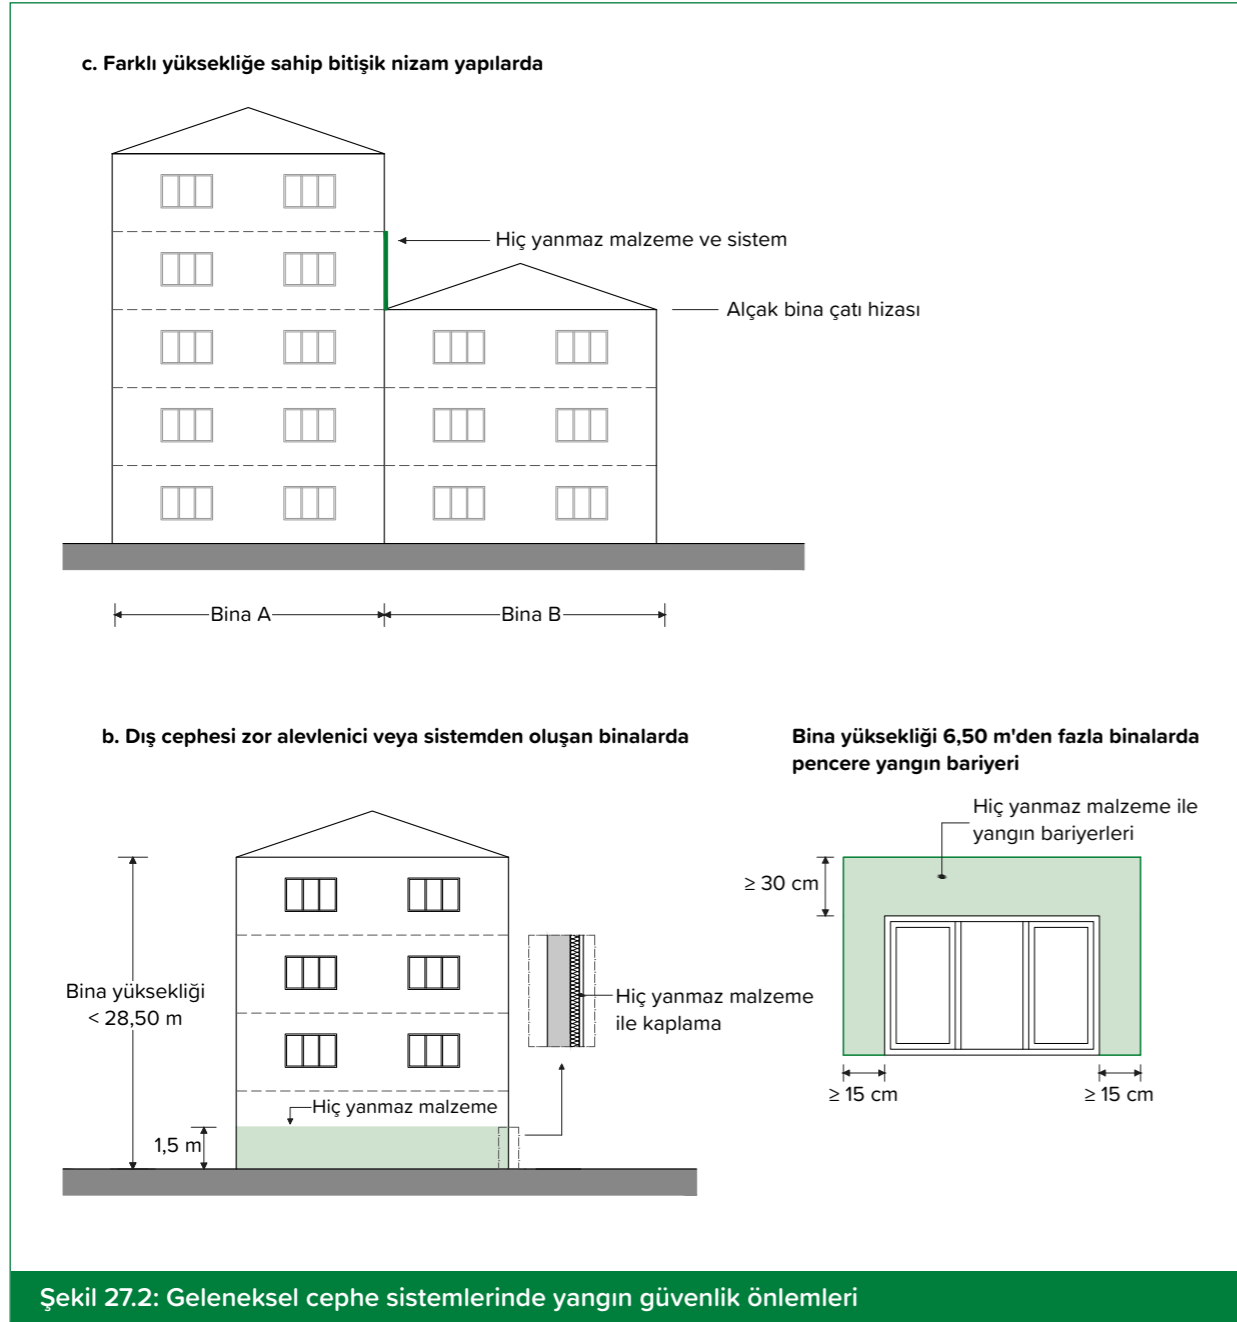 c. Farklı yüksekliğe sahip bitişik nizam yapılarda
Hiç yanmaz malzeme ve sistem
Alçak bina çatı hizası
Bina A
Bina B
b. Dış cephesi zor alevlenici veya sistemden oluşan binalarda
Bina yüksekliği
< 28,50 m
1,5 m
Hiç yanmaz malzeme
Hiç yanmaz malzeme
ile kaplama
Bina yüksekliği 6,50 m'den fazla binalarda
pencere yangın bariyeri
Hiç yanmaz malzeme ile
yangın bariyerleri
≥ 30 cm
≥ 15 cm
≥ 15 cm
Şekil 27.2: Geleneksel cephe sistemlerinde yangın güvenlik önlemleri